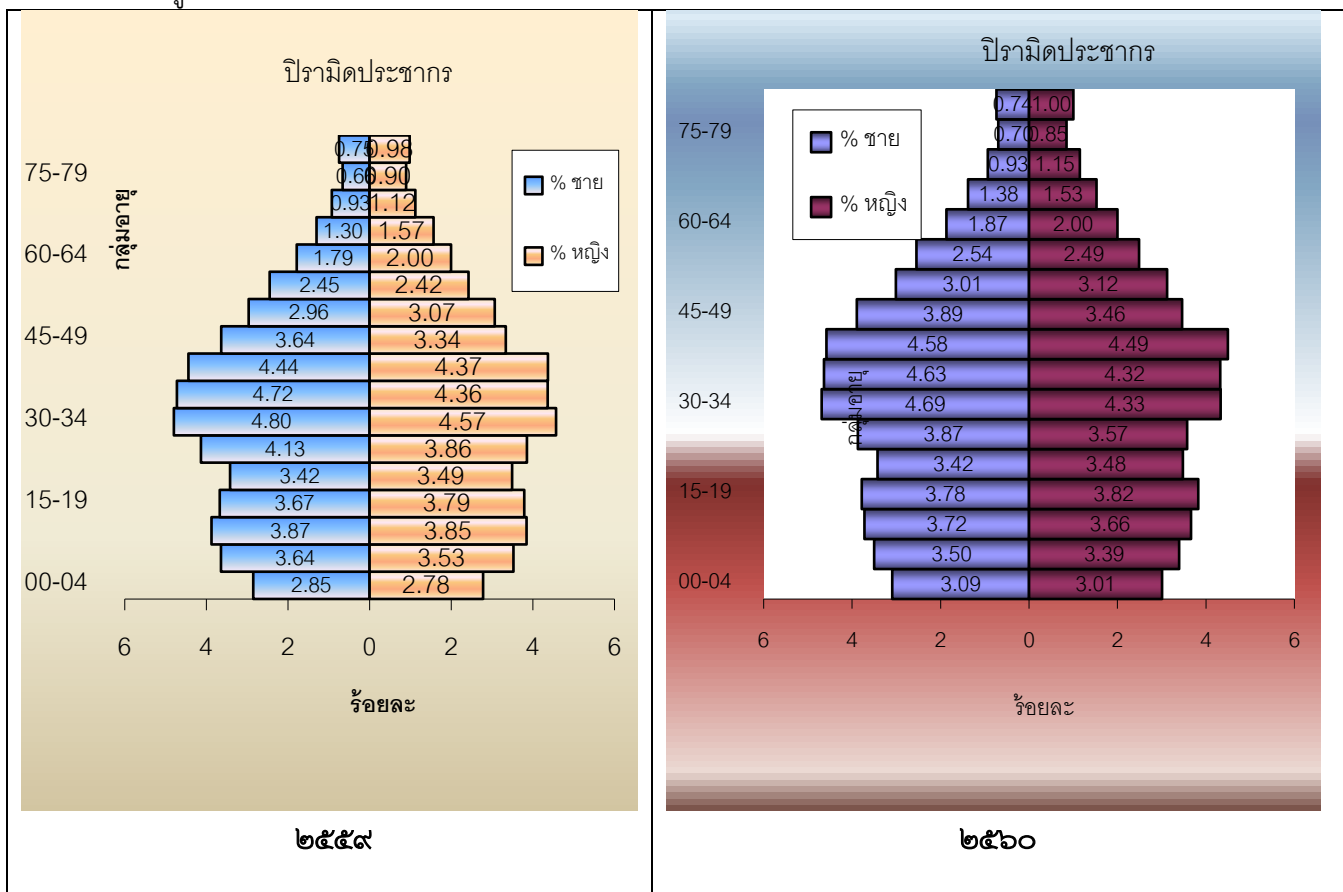 ปิรามิดประชากร
% ชาย
% หญิง
กลุ่มอายุ
0.75 0.98
75-79 0.66 0.90
0.93 1.12
1.30 1.57
60-64 1.79 2.00
2.45 2.42
2.96 3.07
45-49 3.64 3.34
4.44 4.37
4.72 4.36
30-34 4.80 4.57
4.13 3.86
3.42 3.49
15-19 3.67 3.79
3.87 3.85
3.64 3.53
00-04 2.85 2.78
6 4 2 0 2 4 6
ร้อยละ
๒๕๕๙
ปิรามิดประชากร
% ชาย
% หญิง
กลุ่มอายุ
0.74 1.00
75-79 0.70 0.85
0.93 1.15
1.38 1.53
60-64 1.87 2.00
2.54 2.49
3.01 3.12
45-49 3.89 3.46
4.58 4.49
4.63 4.32
30-34 4.69 4.33
3.87 3.57
3.42 3.48
15-19 3.78 3.82
3.72 3.66
3.50 3.39
00-04 3.09 3.01
6 4 2 0 2 4 6
ร้อยละ
๒๕๖๐